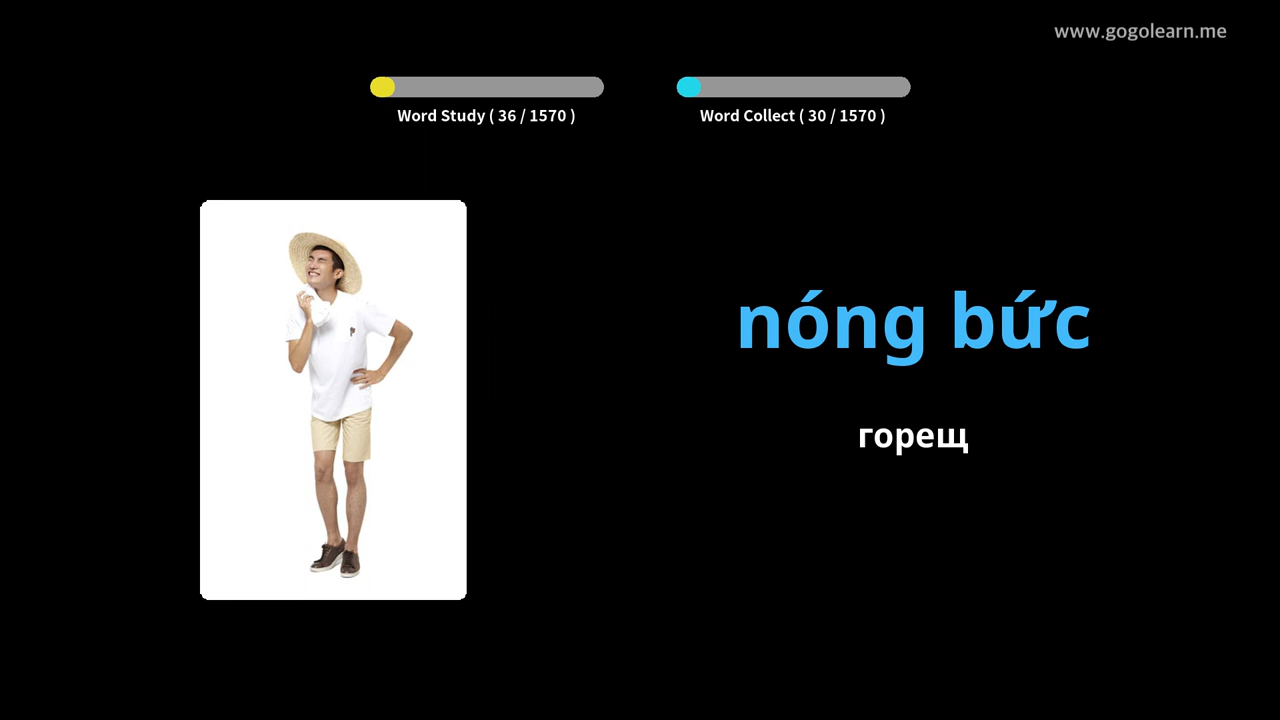 www.gogolearn.me
Word Study ( 36 / 1570 )
Word Collect ( 30 / 1570 )
nóng bức
горещ